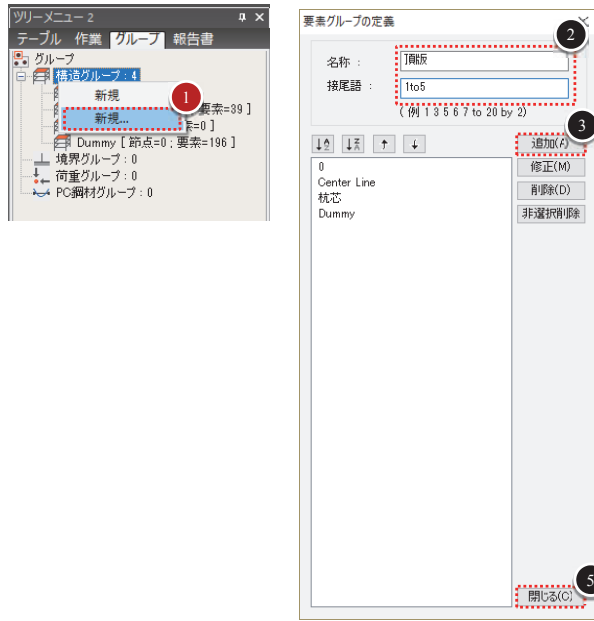 ツリーメニュー 2
テーブル 作業 グループ 報告書
グループ
構造グループ : 4
新規
1
新規...
要素=39 ]
=0 ]
Dummy [ 節点=0 ; 要素=196 ]
境界グループ : 0
荷重グループ : 0
PC鋼材グループ : 0
要素グループの定義
2
名称 :
頂版
接尾語 :
1to5
( 例 1 3 5 6 7 to 20 by 2)
3
追加(A)
0
Center Line
杭芯
Dummy
修正(M)
削除(D)
非選択削除
5
閉じる(C)